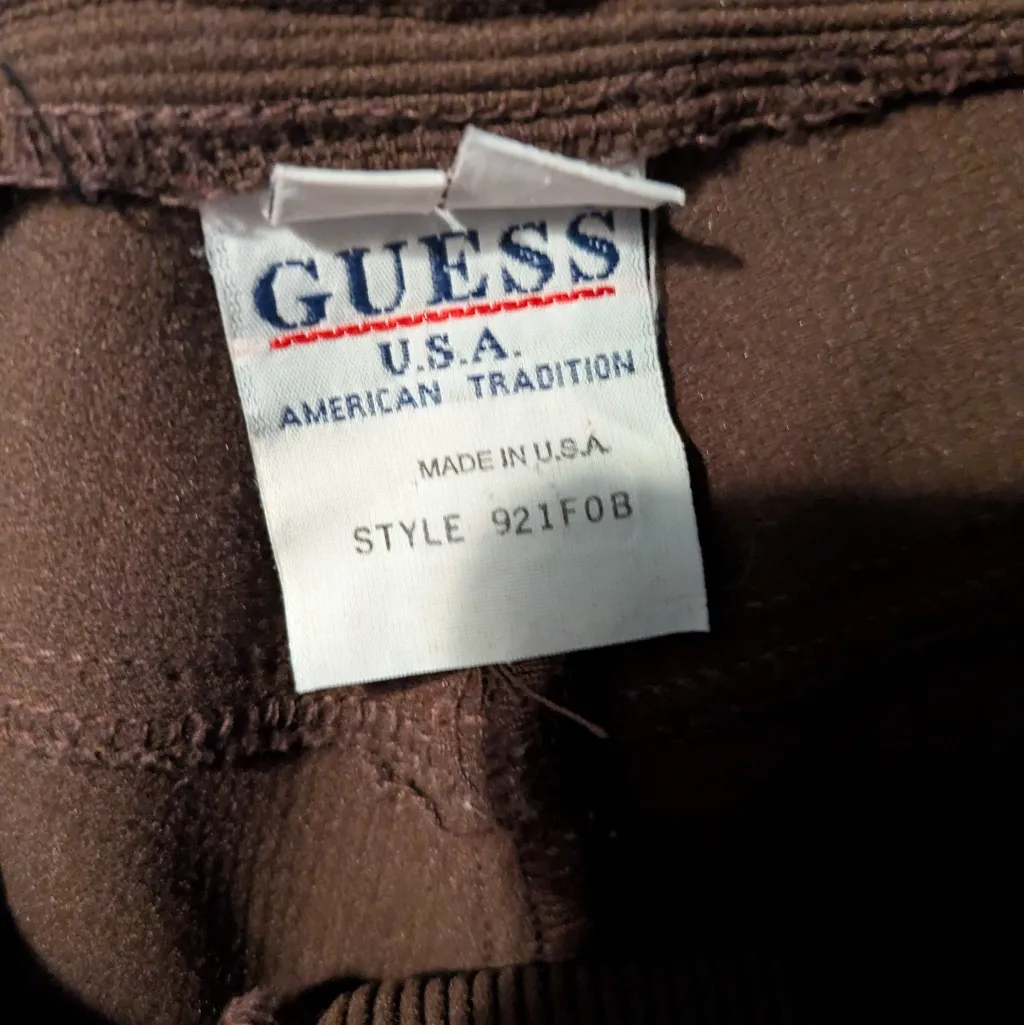 GUESS
U.S.A.
AMERICAN TRADITION
MADE IN U.S.A.
STYLE 921F0B